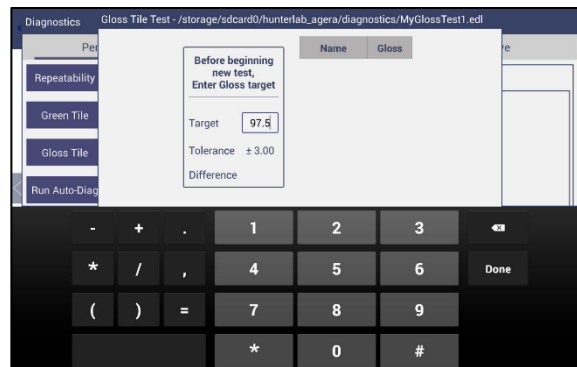 Diagnostics
Gloss Tile Test - /storage/sdcard0/hunterlab_agera/diagnostics/MyGlossTest1.edl
Per
ve
Repeatability
Green Tile
Gloss Tile
Run Auto-Diag
Before beginning
new test,
Enter Gloss target
Target 97.5
Tolerance ± 3.00
Difference
Name Gloss
- + . 1 2 3
* / , 4 5 6 Done
( ) = 7 8 9
* 0 #